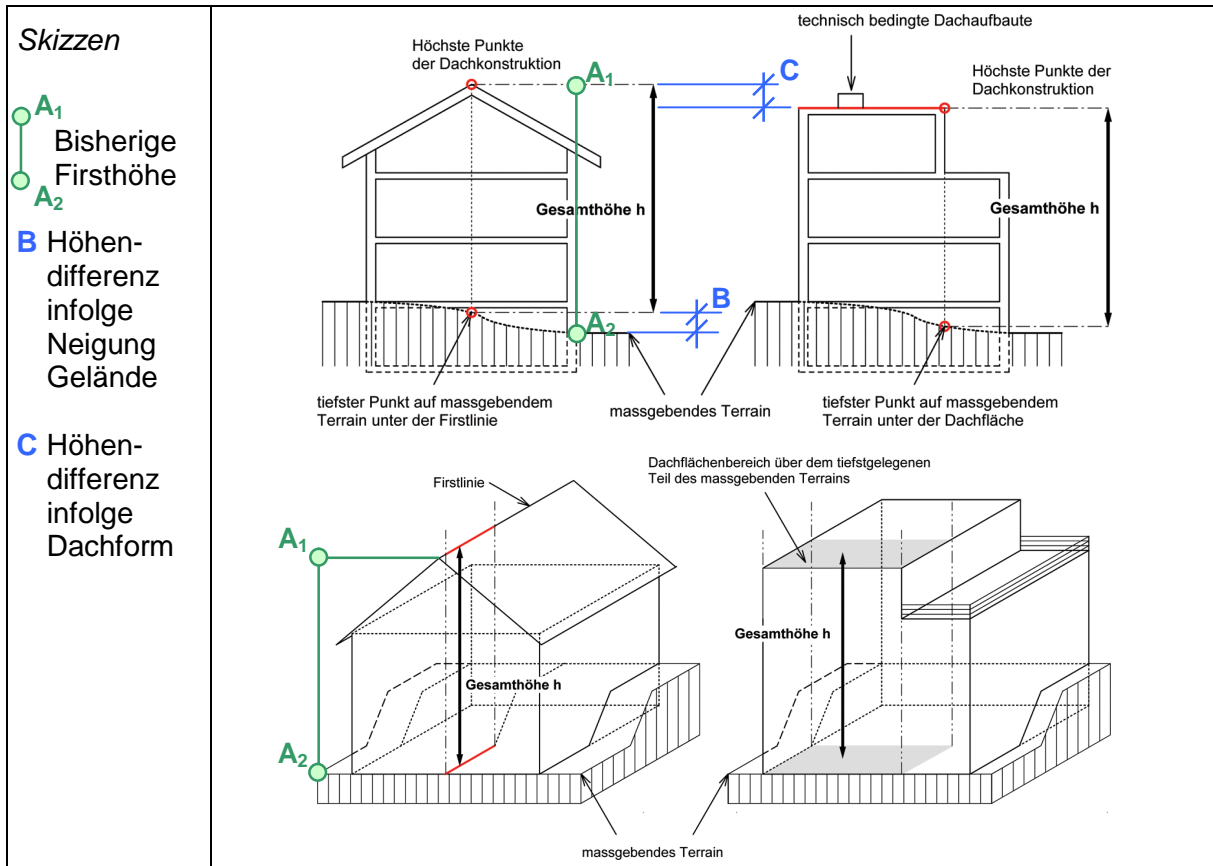 Skizzen
A1
Bisherige
Firsthöhe
A2
B Höhen-
differenz
infolge
Neigung
Gelände
C Höhen-
differenz
infolge
Dachform
technisch bedingte Dachaufbaute
Höchste Punkte
der Dachkonstruktion
A1
C
Höchste Punkte der
Dachkonstruktion
Gesamthöhe h
Gesamthöhe h
B
A2
tiefster Punkt auf massgebendem
Terrain unter der Firstlinie
massgebendes Terrain
tiefster Punkt auf massgebendem
Terrain unter der Dachfläche
Firstlinie
Dachflächenbereich über dem tiefstgelegenen
Teil des massgebenden Terrains
A1
Gesamthöhe h
Gesamthöhe h
A2
massgebendes Terrain